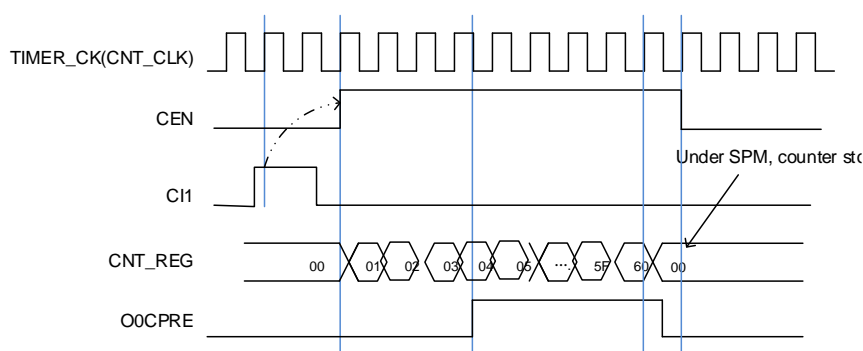 TIMER_CK(CNT_CLK)
CEN
Under SPM, counter sto
CI1
CNT_REG
00 01 02 03 04 05 .... 5F 60 00
O0CPRE